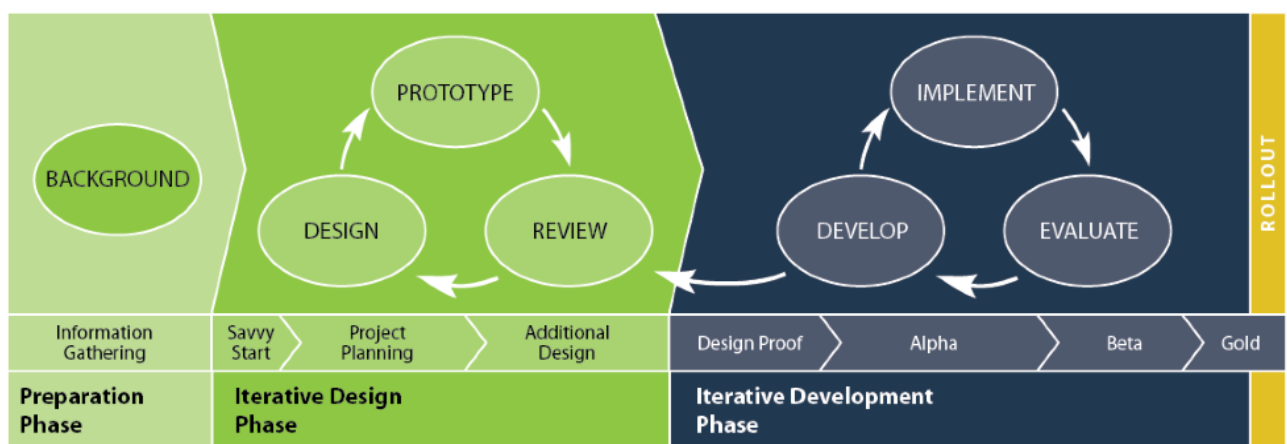 PROTOTYPE
IMPLEMENT
BACKGROUND
DESIGN
REVIEW
DEVELOP
EVALUATE
ROLLOUT
Information
Gathering
Savvy
Start
Project
Planning
Additional
Design
Design Proof
Alpha
Beta
Gold
Preparation
Phase
Iterative Design
Phase
Iterative Development
Phase